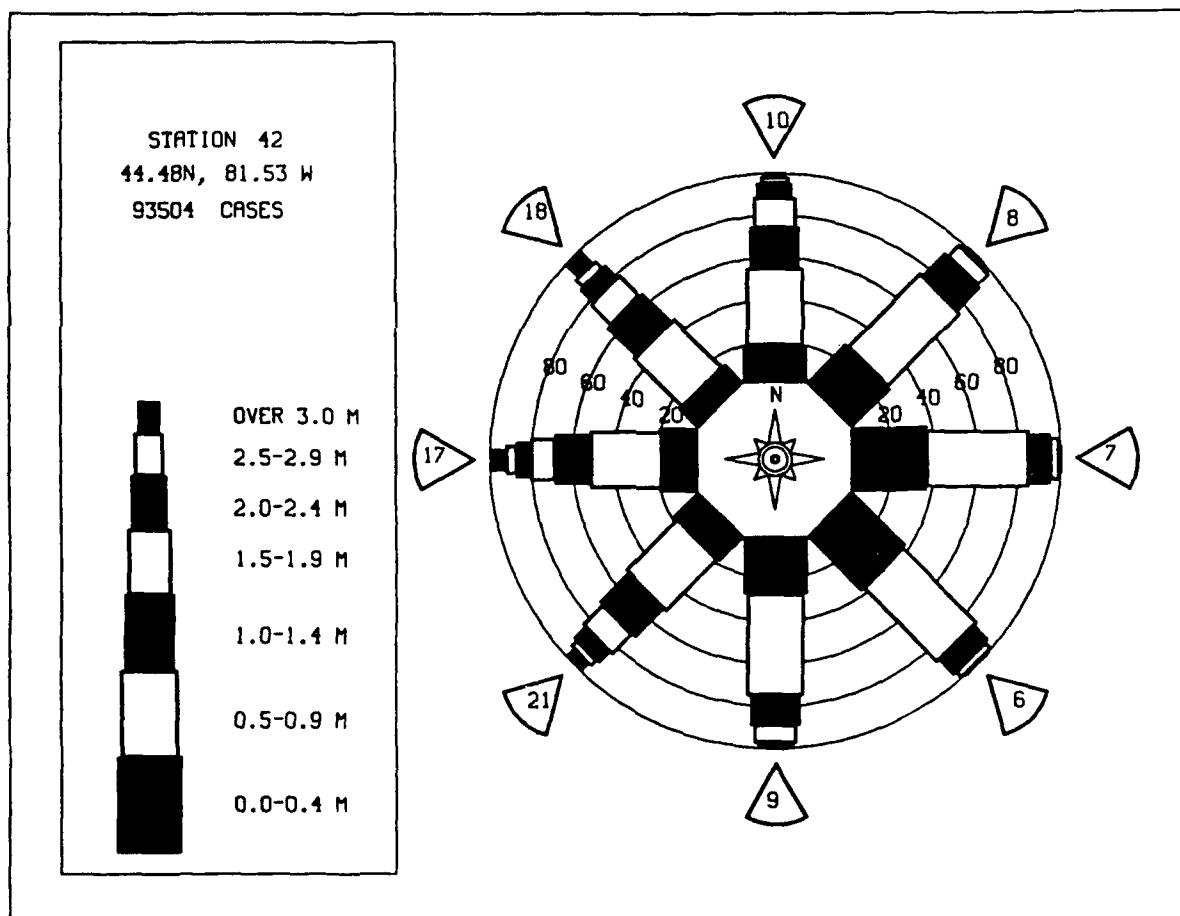 STATION 42
44.48N, 81.53 W
93504 CASES
OVER 3.0 M
2.5-2.9 M
2.0-2.4 M
1.5-1.9 M
1.0-1.4 M
0.5-0.9 M
0.0-0.4 M
10
18
8
80
60
40
20
N
20
40
60
80
17
7
21
6
9